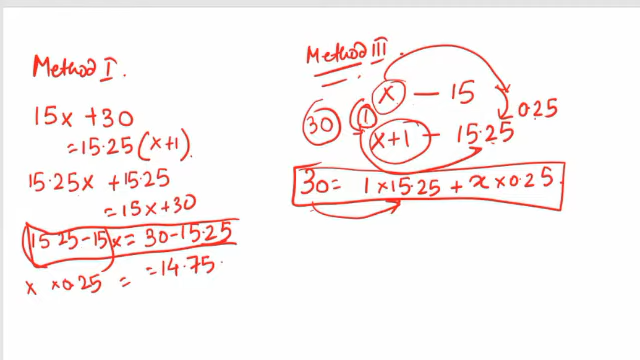 Method I.
15x + 30
= 15.25 (x+1).
15.25x + 15.25
= 15x + 30
15.25 - 15 x = 30 - 15.25
x × 0.25 = = 14.75.
Method III
x — 15
0.25
30 1 x+1 — 15.25
30 = 1 × 15.25 + x × 0.25.